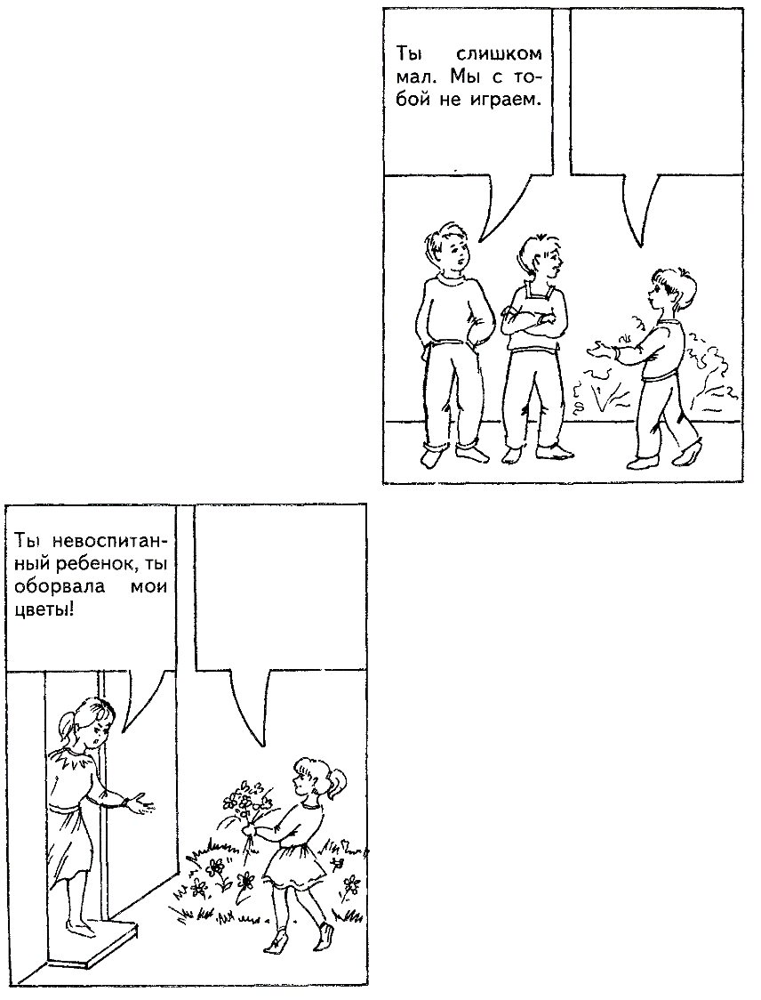 Ты слишком
мал. Мы с то-
бой не играем.
Ты невоспитан-
ный ребенок, ты
оборвала мои
цветы!